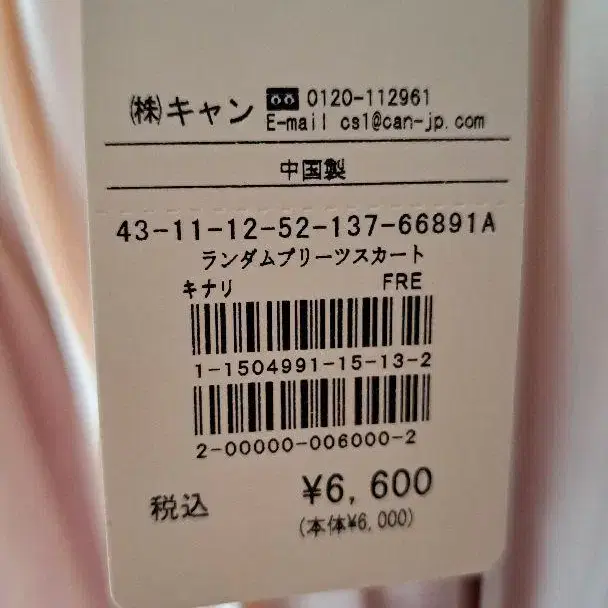 ㈱キャン 0120-112961
E-mail cs1@can-jp.com
中国製
43-11-12-52-137-66891A
ランダムプリーツスカート
キナリ FRE
1-1504991-15-13-2
2-00000-006000-2
税込 ¥6,600
(本体¥6,000)